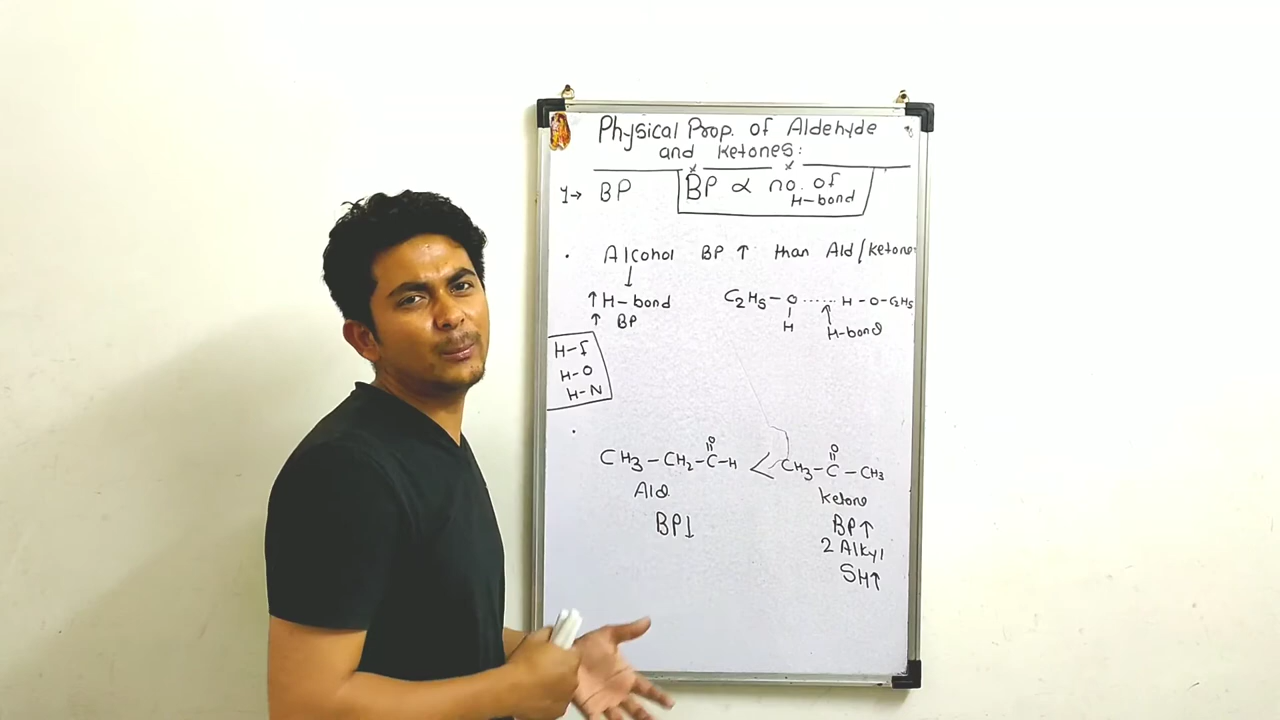 Physical Prop. of Aldehyde
and ketones:
1→ BP
BP ∝ no. of
H-bond
• Alcohol BP ↑ than Ald/ketone
↓
↑ H-bond
↑ BP
C2H5-O ...... H-O-C2H5
H
H-bond
H-F
H-O
H-N
•
O
CH3-CH2-C-H < CH3-C-CH3
O
Ald
BP↓
ketone
BP↑
2 Alkyl
SH↑